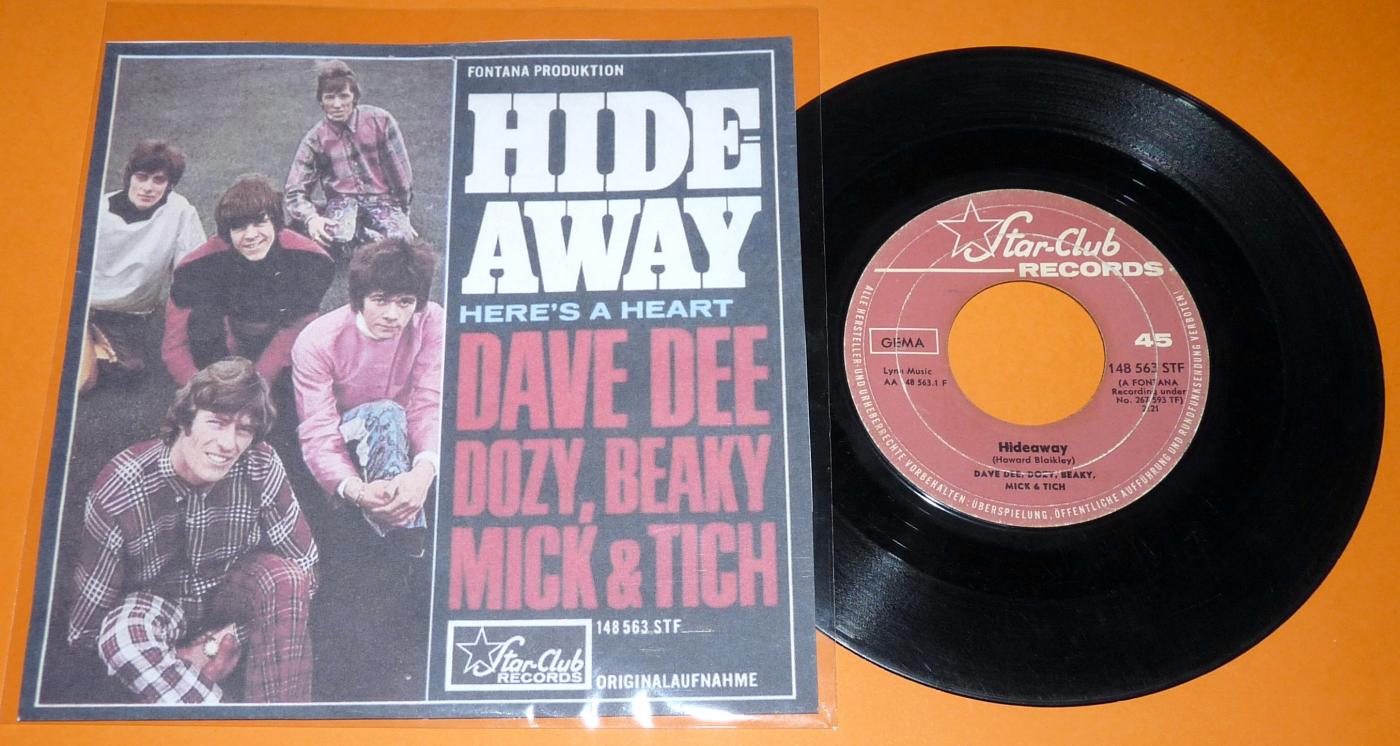 FONTANA PRODUKTION
HIDE-
AWAY
HERE'S A HEART
DAVE DEE
DOZY, BEAKY
MICK & TICH
Star-Club
RECORDS
148 563 STF
ORIGINALAUFNAHME
Star-Club
RECORDS
GEMA
45
Lynn Music
AA 148 563.1 F
148 563 STF
(A FONTANA
Recording under
No. 267 593 TF)
2:21
Hideaway
(Howard Blaikley)
DAVE DEE, DOZY, BEAKY,
MICK & TICH
ALLE HERSTELLER- UND URHEBERRECHTE VORBEHALTEN · ÜBERSPIELUNG, ÖFFENTLICHE AUFFÜHRUNG UND RUNDFUNKSENDUNG VERBOTEN!